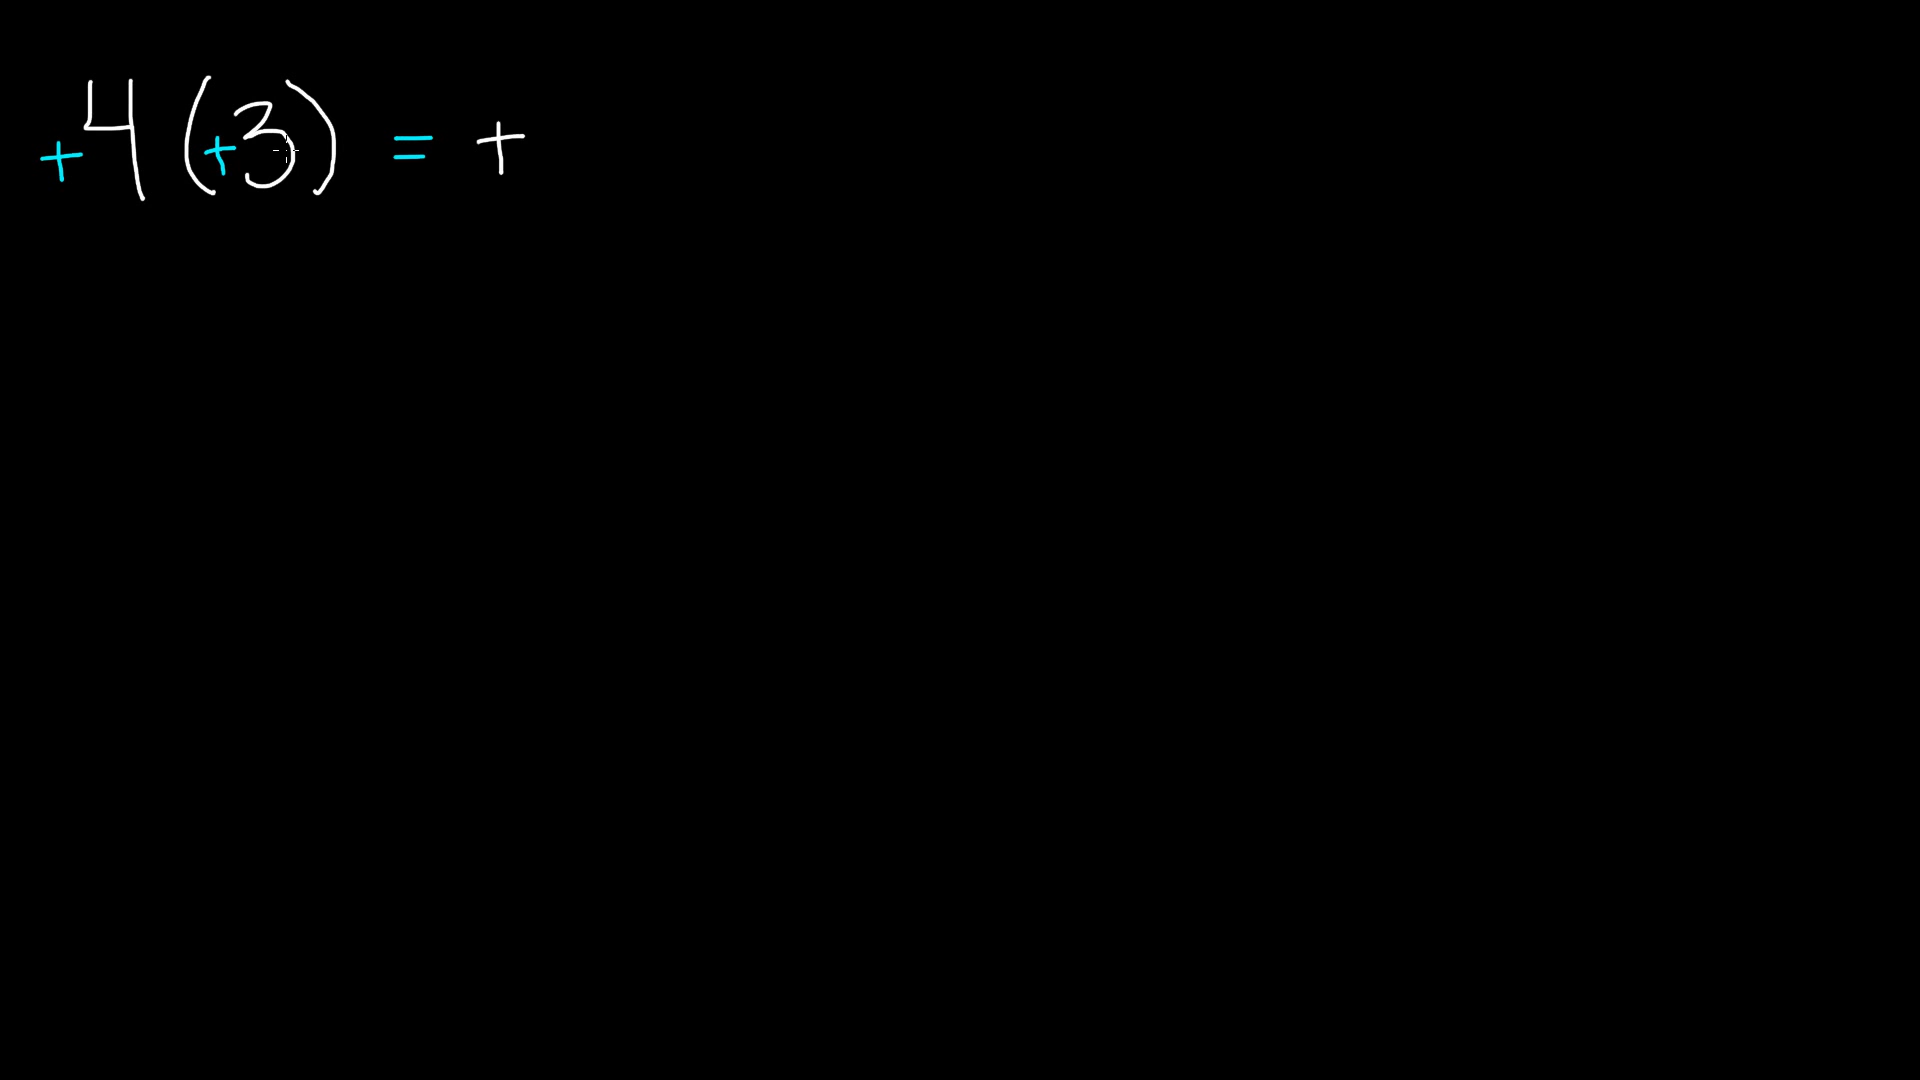 +4(+3) = +